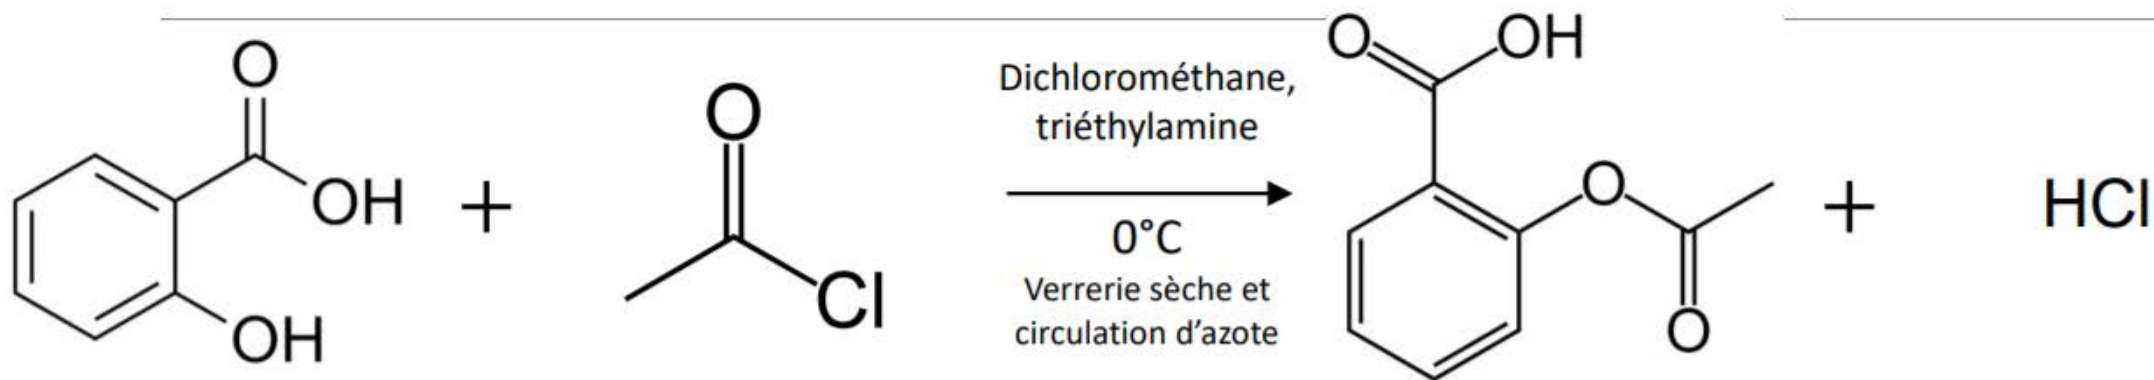 O
OH
OH
+
O
Cl
Dichlorométhane,
triéthylamine
0°C
Verrerie sèche et
circulation d'azote
O
OH
O
O
+
HCl